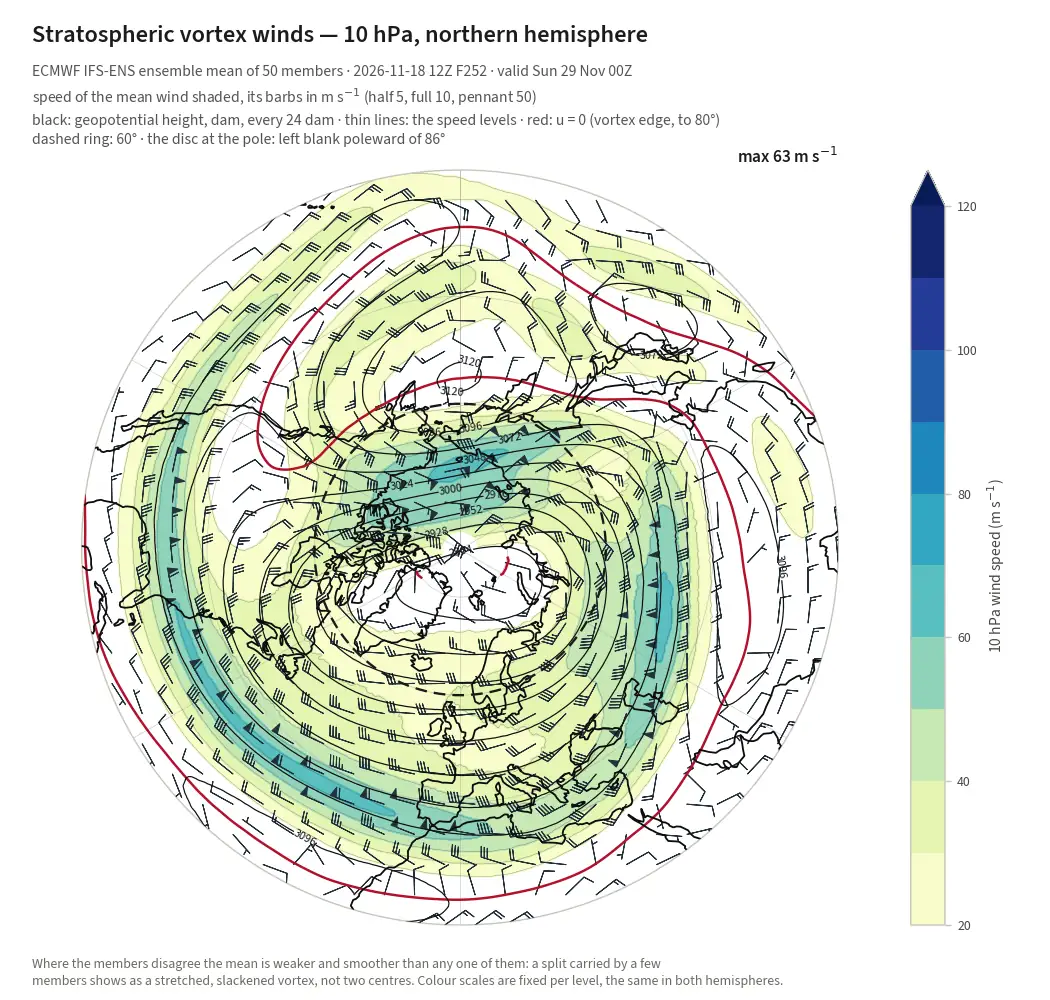 Stratospheric vortex winds — 10 hPa, northern hemisphere
ECMWF IFS-ENS ensemble mean of 50 members · 2026-11-18 12Z F252 · valid Sun 29 Nov 00Z
speed of the mean wind shaded, its barbs in m s⁻¹ (half 5, full 10, pennant 50)
black: geopotential height, dam, every 24 dam · thin lines: the speed levels · red: u = 0 (vortex edge, to 80°)
dashed ring: 60° · the disc at the pole: left blank poleward of 86°
max 63 m s⁻¹
120
100
80
60
40
20
10 hPa wind speed (m s⁻¹)
3120
3120
3096
3072
3048
3024
3000
2976
2952
2928
3096
3096
Where the members disagree the mean is weaker and smoother than any one of them: a split carried by a few
members shows as a stretched, slackened vortex, not two centres. Colour scales are fixed per level, the same in both hemispheres.